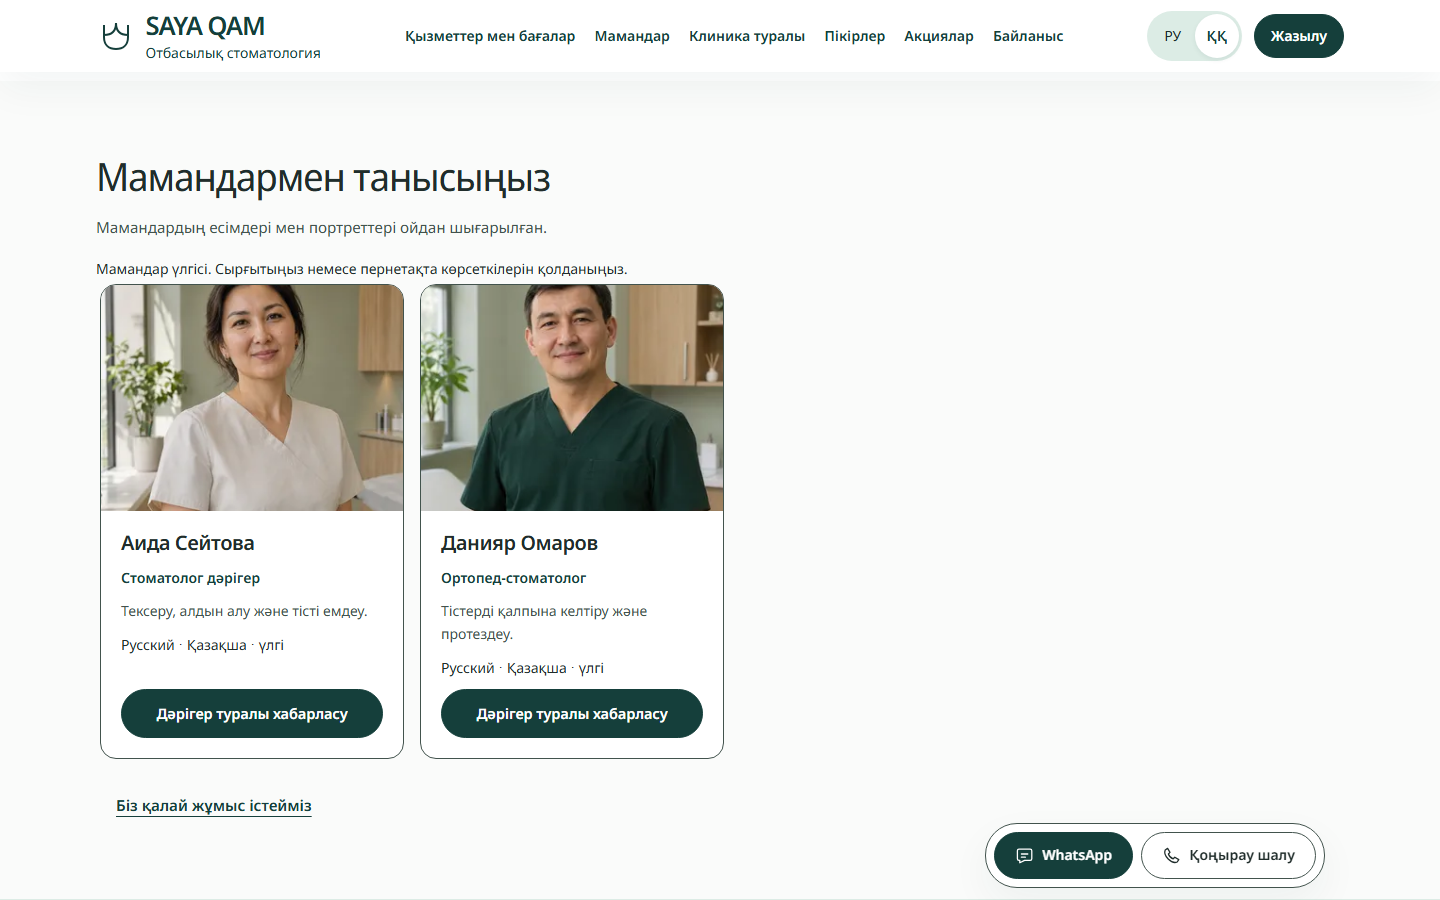 SAYA QAM
Отбасылық стоматология
Қызметтер мен бағалар
Мамандар
Клиника туралы
Пікірлер
Акциялар
Байланыс
РУ
ҚҚ
Жазылу
Мамандармен танысыңыз
Мамандардың есімдері мен портреттері ойдан шығарылған.
Мамандар үлгісі. Сырғытыңыз немесе пернетақта көрсеткілерін қолданыңыз.
Аида Сейтова
Стоматолог дәрігер
Тексеру, алдын алу және тісті емдеу.
Русский · Қазақша · үлгі
Дәрігер туралы хабарласу
Данияр Омаров
Ортопед-стоматолог
Тістерді қалпына келтіру және
протездеу.
Русский · Қазақша · үлгі
Дәрігер туралы хабарласу
Біз қалай жұмыс істейміз
WhatsApp
Қоңырау шалу